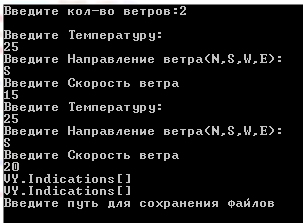 Введите кол-во ветров:2
Введите Температуру:
25
Введите Направление ветра(N,S,W,E):
S
Введите Скорость ветра
15
Введите Температуру:
25
Введите Направление ветра(N,S,W,E):
S
Введите Скорость ветра
20
VY.Indications[]
VY.Indications[]
Введите путь для сохранения файлов